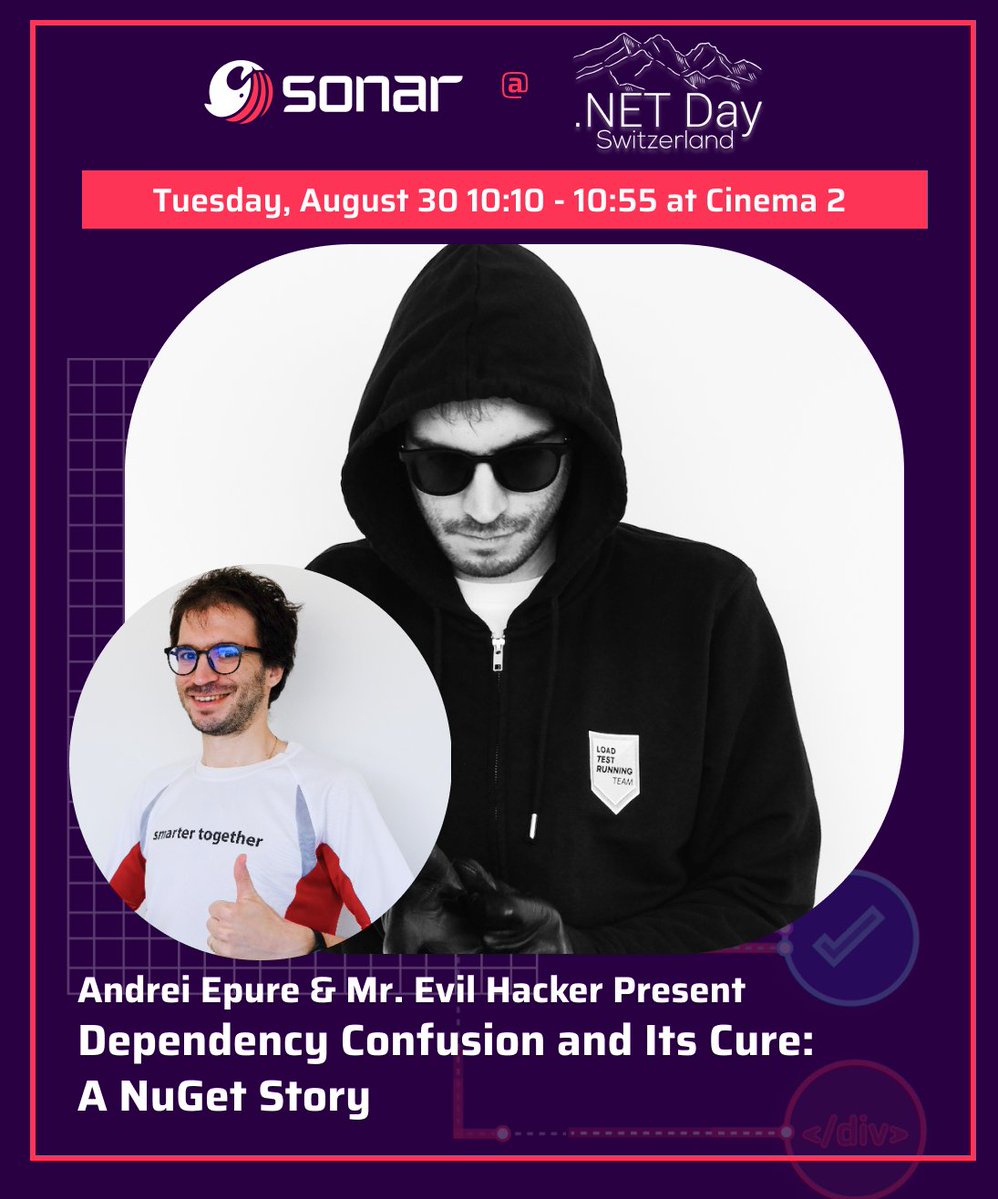 sonar @ .NET Day
Switzerland
Tuesday, August 30 10:10 - 10:55 at Cinema 2
LOAD
TEST
RUNNING
TEAM
smarter together
Andrei Epure & Mr. Evil Hacker Present
Dependency Confusion and Its Cure:
A NuGet Story
</div>